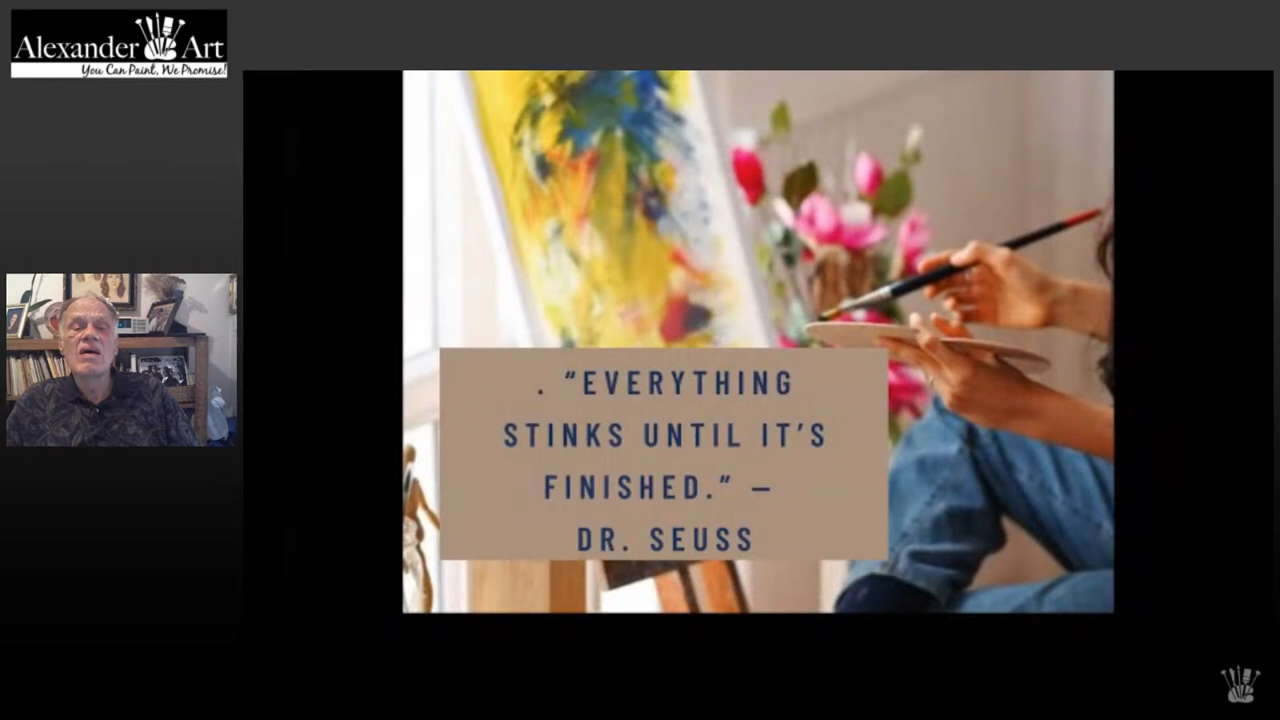 Alexander Art
You Can Paint, We Promise!
. “EVERYTHING
STINKS UNTIL IT’S
FINISHED.” –
DR. SEUSS